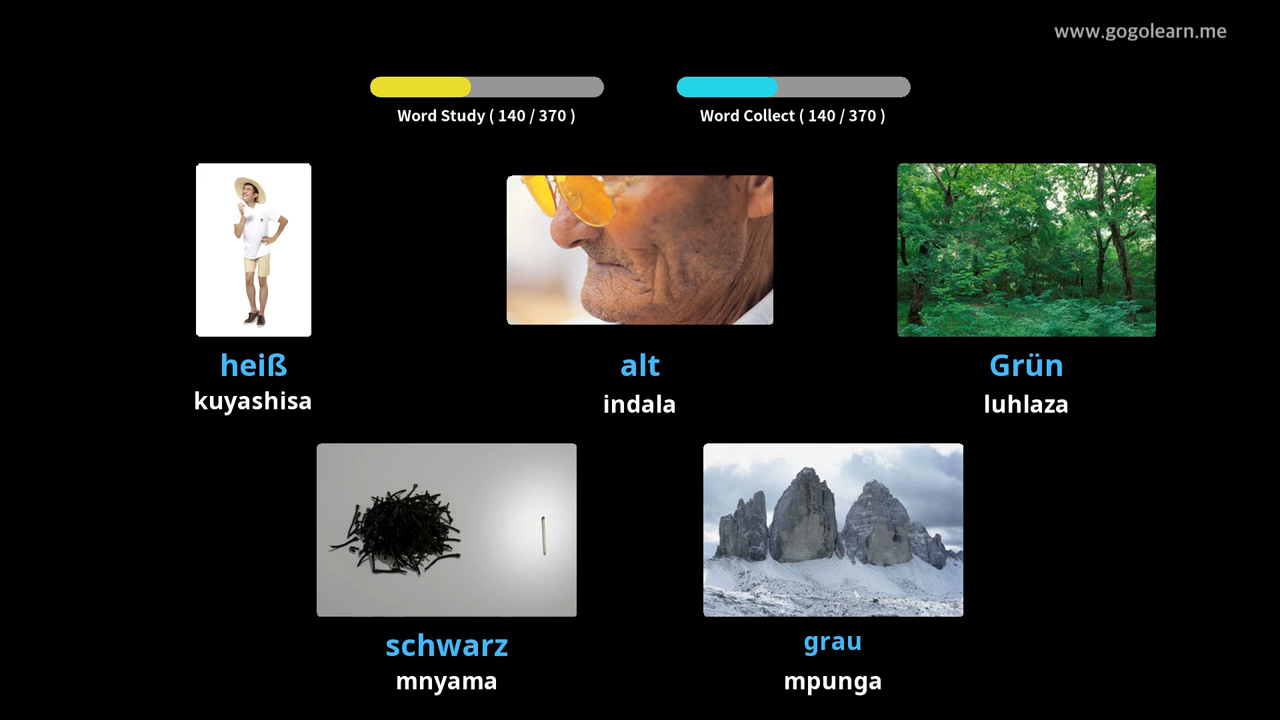 www.gogolearn.me
Word Study ( 140 / 370 )
Word Collect ( 140 / 370 )
heiß
kuyashisa
alt
indala
Grün
luhlaza
schwarz
mnyama
grau
mpunga